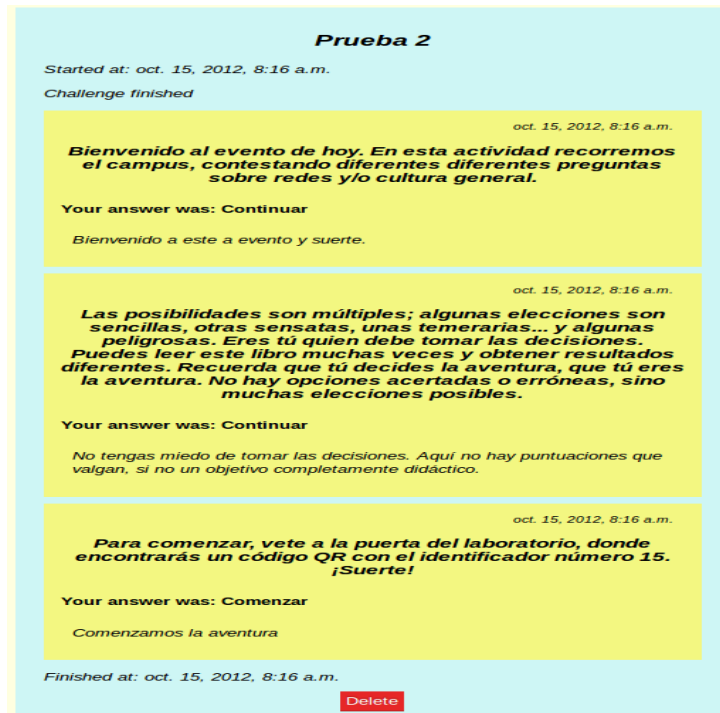 Prueba 2
Started at: oct. 15, 2012, 8:16 a.m.
Challenge finished
oct. 15, 2012, 8:16 a.m.
Bienvenido al evento de hoy. En esta actividad recorremos
el campus, contestando diferentes diferentes preguntas
sobre redes y/o cultura general.
Your answer was: Continuar
Bienvenido a este a evento y suerte.
oct. 15, 2012, 8:16 a.m.
Las posibilidades son múltiples; algunas elecciones son
sencillas, otras sensatas, unas temerarias... y algunas
peligrosas. Eres tú quien debe tomar las decisiones.
Puedes leer este libro muchas veces y obtener resultados
diferentes. Recuerda que tú decides la aventura, que tú eres
la aventura. No hay opciones acertadas o erróneas, sino
muchas elecciones posibles.
Your answer was: Continuar
No tengas miedo de tomar las decisiones. Aquí no hay puntuaciones que
valgan, si no un objetivo completamente didáctico.
oct. 15, 2012, 8:16 a.m.
Para comenzar, vete a la puerta del laboratorio, donde
encontrarás un código QR con el identificador número 15.
¡Suerte!
Your answer was: Comenzar
Comenzamos la aventura
Finished at: oct. 15, 2012, 8:16 a.m.
Delete